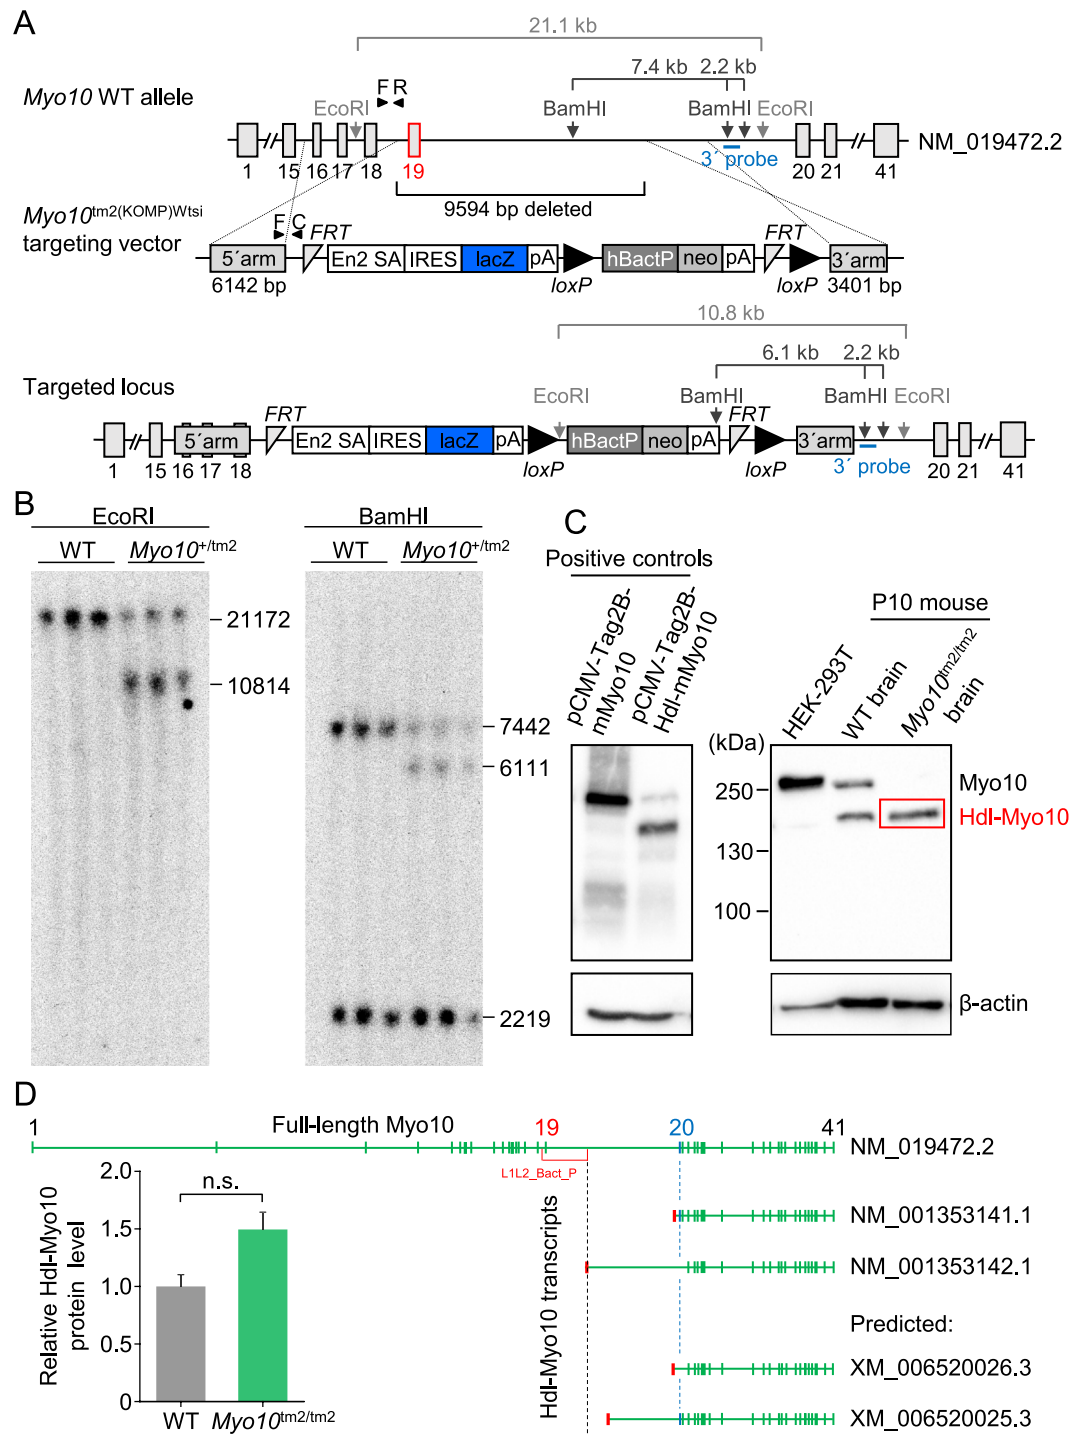 A
21.1 kb
7.4 kb 2.2 kb
F R
Myo10 WT allele
EcoRI BamHI BamHI EcoRI
NM_019472.2
3´ probe
1 15 16 17 18 19 20 21 41
9594 bp deleted
Myo10tm2(KOMP)Wtsi
targeting vector
F C
FRT FRT
5´arm En2 SA IRES lacZ pA hBactP neo pA 3´arm
6142 bp loxP loxP 3401 bp
10.8 kb
6.1 kb 2.2 kb
Targeted locus
EcoRI BamHI BamHI EcoRI
FRT FRT
5´arm En2 SA IRES lacZ pA hBactP neo pA 3´arm
3´ probe
1 15 16 17 18 loxP loxP 20 21 41
B
EcoRI
WT Myo10+/tm2
21172
10814
BamHI
WT Myo10+/tm2
7442
6111
2219
C
Positive controls
pCMV-Tag2B-
mMyo10
pCMV-Tag2B-
Hdl-mMyo10
P10 mouse
HEK-293T
WT brain
Myo10tm2/tm2
brain
(kDa)
250
130
100
Myo10
Hdl-Myo10
β-actin
D
1 Full-length Myo10 19 20 41
NM_019472.2
L1L2_Bact_P
Hdl-Myo10 transcripts
NM_001353141.1
NM_001353142.1
Predicted:
XM_006520026.3
XM_006520025.3
Relative Hdl-Myo10
protein level
2.0
1.5
1.0
0.5
0
n.s.
WT Myo10tm2/tm2